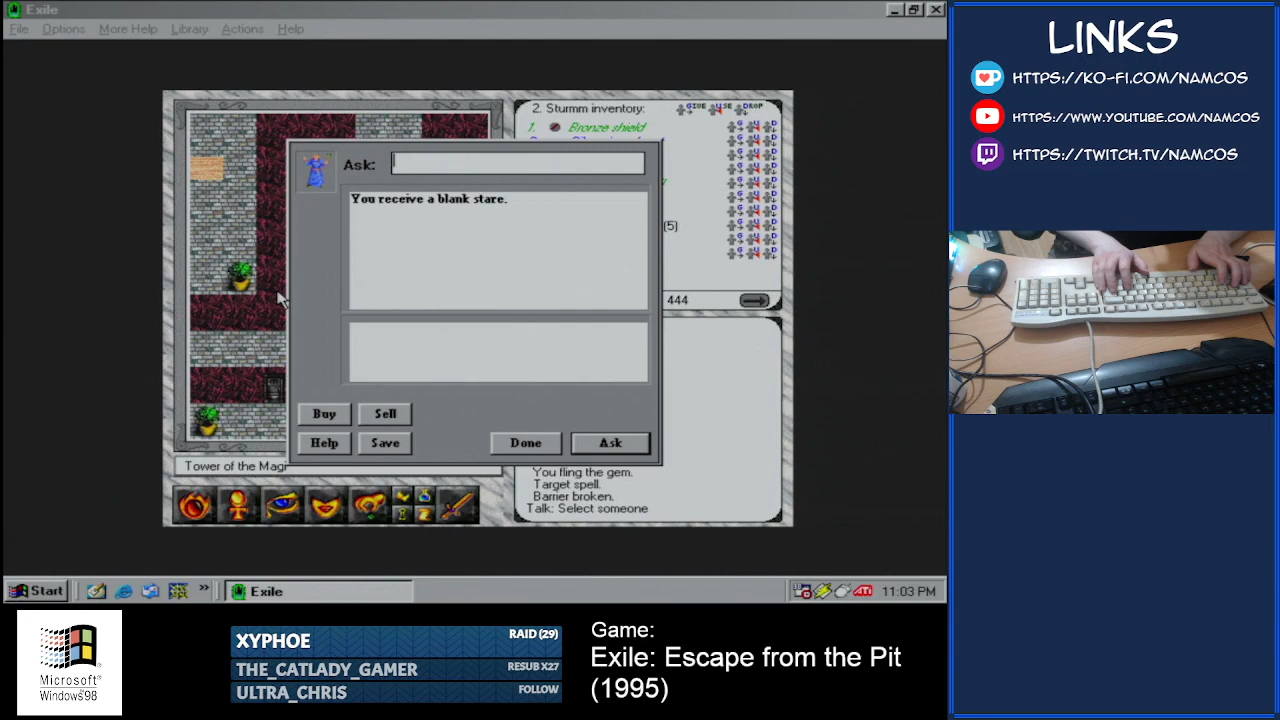 Exile
File Options More Help Library Actions Help
2. Sturmm inventory: GIVE USE DROP
1. Bronze shield
Ask:
You receive a blank stare.
(5)
444
Buy Sell
Help Save Done Ask
Tower of the Magi
You fling the gem.
Target spell.
Barrier broken.
Talk: Select someone
Start Exile 11:03 PM
LINKS
HTTPS://KO-FI.COM/NAMCOS
HTTPS://WWW.YOUTUBE.COM/NAMCOS
HTTPS://TWITCH.TV/NAMCOS
Microsoft
Windows98
XYPHOE RAID (29)
THE_CATLADY_GAMER RESUB X27
ULTRA_CHRIS FOLLOW
Game:
Exile: Escape from the Pit
(1995)